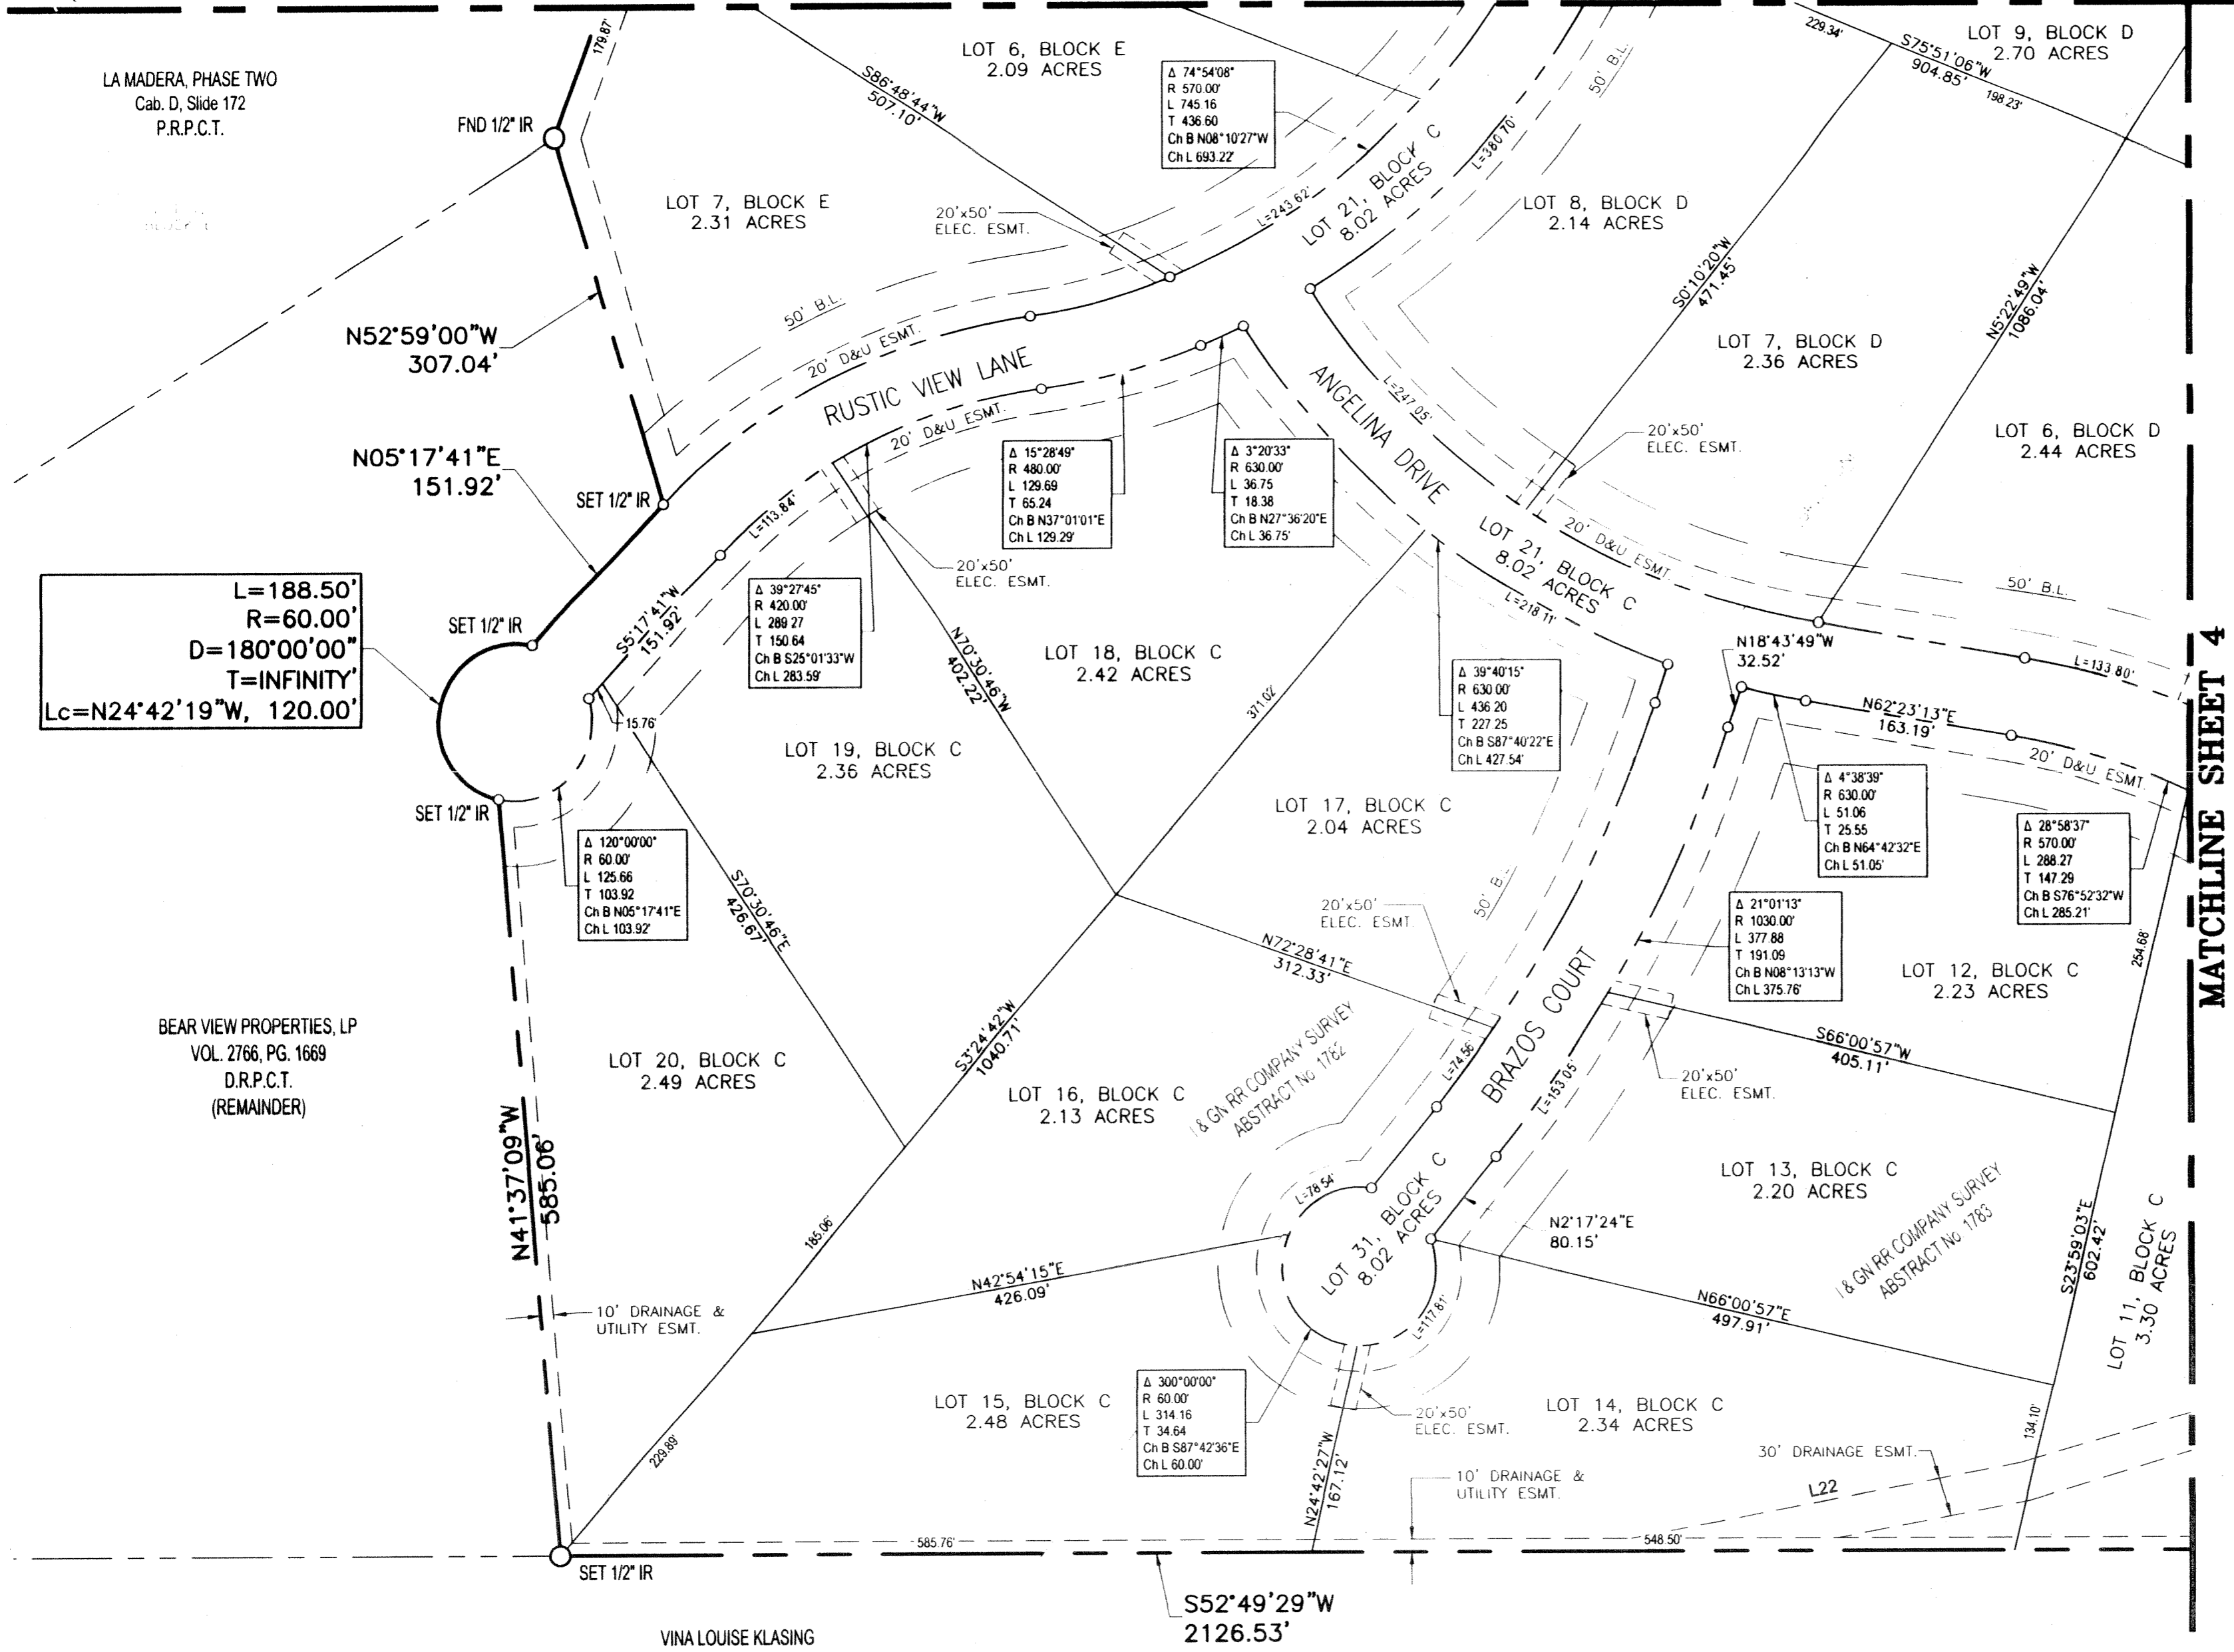 LA MADERA, PHASE TWO
Cab. D, Slide 172
P.R.P.C.T.
FND 1/2" IR
179.87'
LOT 6, BLOCK E
2.09 ACRES
S86°48'44"W
507.10'
Δ 74°54'08"
R 570.00'
L 745.16
T 436.60
Ch B N08°10'27"W
Ch L 693.22'
50' B.L.
229.34'
S75°51'06"W
904.85'
198.23'
LOT 9, BLOCK D
2.70 ACRES
LOT 7, BLOCK E
2.31 ACRES
20'x50'
ELEC. ESMT.
L=243.62'
LOT 21, BLOCK C
8.02 ACRES
L=380.70'
LOT 8, BLOCK D
2.14 ACRES
S0°10'20"W
471.45'
N5°22'49"W
1086.04'
LOT 7, BLOCK D
2.36 ACRES
LOT 6, BLOCK D
2.44 ACRES
N52°59'00"W
307.04'
50' B.L.
20' D&U ESMT.
RUSTIC VIEW LANE
20' D&U ESMT.
ANGELINA DRIVE
L=247.05'
20'x50'
ELEC. ESMT.
N05°17'41"E
151.92'
SET 1/2" IR
L=113.84'
Δ 15°28'49"
R 480.00'
L 129.69
T 65.24
Ch B N37°01'01"E
Ch L 129.29'
Δ 3°20'33"
R 630.00'
L 36.75
T 18.38
Ch B N27°36'20"E
Ch L 36.75'
20'x50'
ELEC. ESMT.
LOT 21, BLOCK C
8.02 ACRES
20' D&U ESMT.
50' B.L.
L=188.50'
R=60.00'
D=180°00'00"
T=INFINITY'
Lc=N24°42'19"W, 120.00'
SET 1/2" IR
S5°17'41"W
151.92'
Δ 39°27'45"
R 420.00'
L 289.27
T 150.64
Ch B S25°01'33"W
Ch L 283.59'
N70°30'46"W
402.22'
LOT 18, BLOCK C
2.42 ACRES
371.02'
L=218.11'
Δ 39°40'15"
R 630.00'
L 436.20
T 227.25
Ch B S87°40'22"E
Ch L 427.54'
N18°43'49"W
32.52'
L=133.80'
N62°23'13"E
163.19'
20' D&U ESMT.
MATCHLINE SHEET 4
15.76'
LOT 19, BLOCK C
2.36 ACRES
SET 1/2" IR
LOT 17, BLOCK C
2.04 ACRES
Δ 4°38'39"
R 630.00'
L 51.06
T 25.55
Ch B N64°42'32"E
Ch L 51.05'
Δ 28°58'37"
R 570.00'
L 288.27
T 147.29
Ch B S76°52'32"W
Ch L 285.21'
Δ 120°00'00"
R 60.00'
L 125.66
T 103.92
Ch B N05°17'41"E
Ch L 103.92'
S70°30'46"E
426.67'
50' B.L.
20'x50'
ELEC. ESMT.
Δ 21°01'13"
R 1030.00'
L 377.88
T 191.09
Ch B N08°13'13"W
Ch L 375.76'
254.68'
N72°28'41"E
312.33'
LOT 12, BLOCK C
2.23 ACRES
BEAR VIEW PROPERTIES, LP
VOL. 2766, PG. 1669
D.R.P.C.T.
(REMAINDER)
LOT 20, BLOCK C
2.49 ACRES
S3°24'42"W
1040.71'
LOT 16, BLOCK C
2.13 ACRES
I & GN RR COMPANY SURVEY
ABSTRACT No 1782
L=74.56'
BRAZOS COURT
L=153.05'
20'x50'
ELEC. ESMT.
S66°00'57"W
405.11'
N41°37'09"W
585.06'
185.06'
L=78.54'
LOT 31, BLOCK C
8.02 ACRES
N2°17'24"E
80.15'
LOT 13, BLOCK C
2.20 ACRES
I & GN RR COMPANY SURVEY
ABSTRACT No 1783
S23°59'03"E
602.42'
LOT 11, BLOCK C
3.30 ACRES
N42°54'15"E
426.09'
10' DRAINAGE &
UTILITY ESMT.
L=117.81'
N66°00'57"E
497.91'
LOT 15, BLOCK C
2.48 ACRES
Δ 300°00'00"
R 60.00'
L 314.16
T 34.64
Ch B S87°42'36"E
Ch L 60.00'
20'x50'
ELEC. ESMT.
LOT 14, BLOCK C
2.34 ACRES
134.10'
229.89'
N24°42'27"W
167.12'
10' DRAINAGE &
UTILITY ESMT.
30' DRAINAGE ESMT.
L22
585.76'
548.50'
SET 1/2" IR
S52°49'29"W
2126.53'
VINA LOUISE KLASING